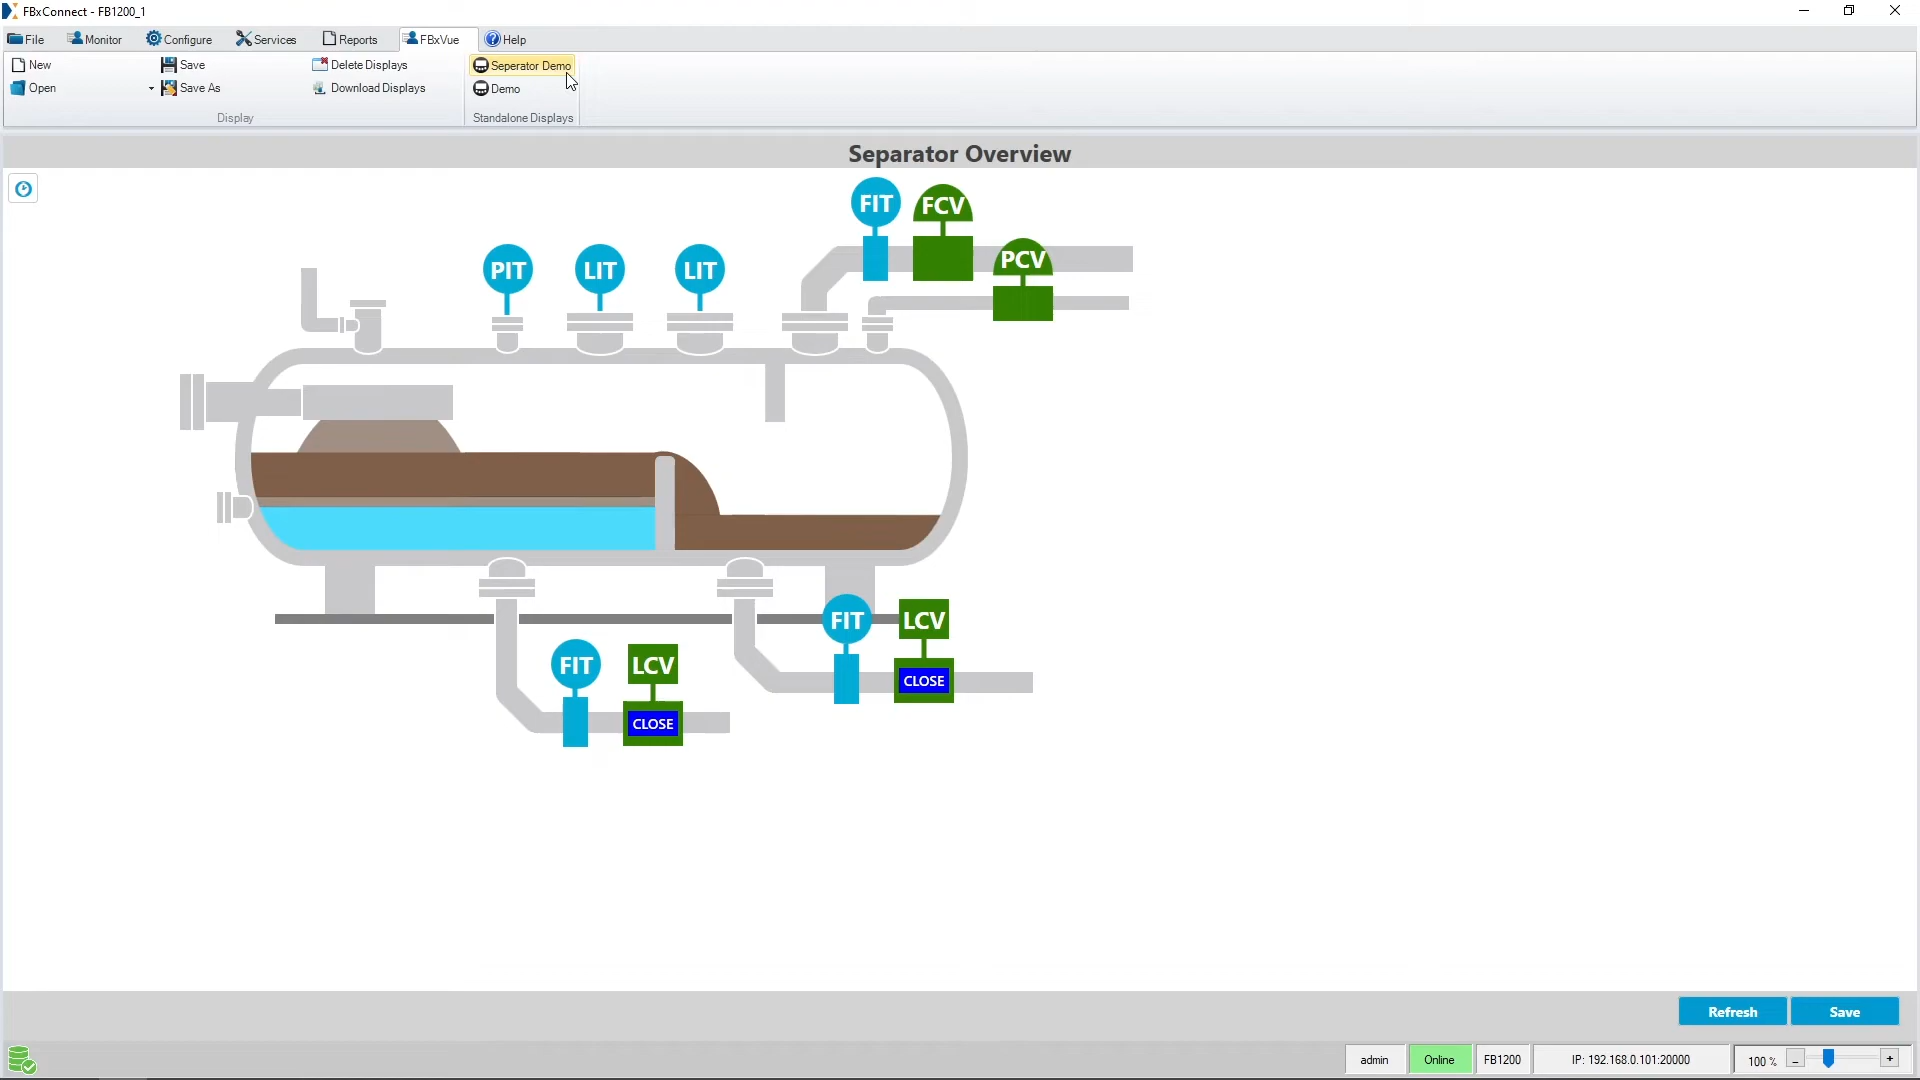 FBxConnect - FB1200_1
File Monitor Configure Services Reports FBxVue Help
New Save Delete Displays Seperator Demo
Open Save As Download Displays Demo
Display Standalone Displays
Separator Overview
FIT FCV
PIT LIT LIT PCV
FIT LCV
FIT LCV CLOSE
CLOSE
Refresh Save
admin Online FB1200 IP: 192.168.0.101:20000 100 % - +